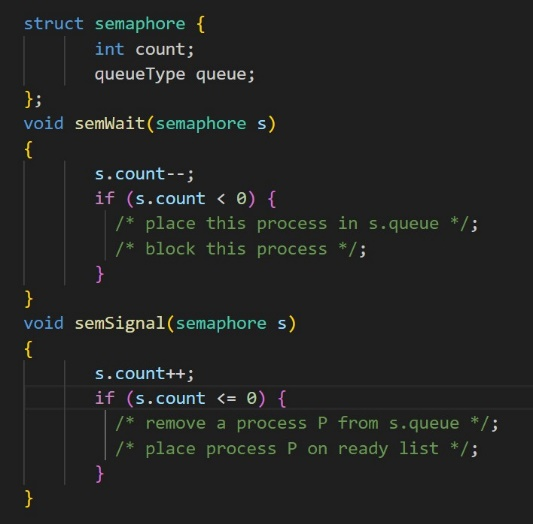 struct semaphore {
int count;
queueType queue;
};
void semWait(semaphore s)
{
s.count--;
if (s.count < 0) {
/* place this process in s.queue */;
/* block this process */;
}
}
void semSignal(semaphore s)
{
s.count++;
if (s.count <= 0) {
/* remove a process P from s.queue */;
/* place process P on ready list */;
}
}